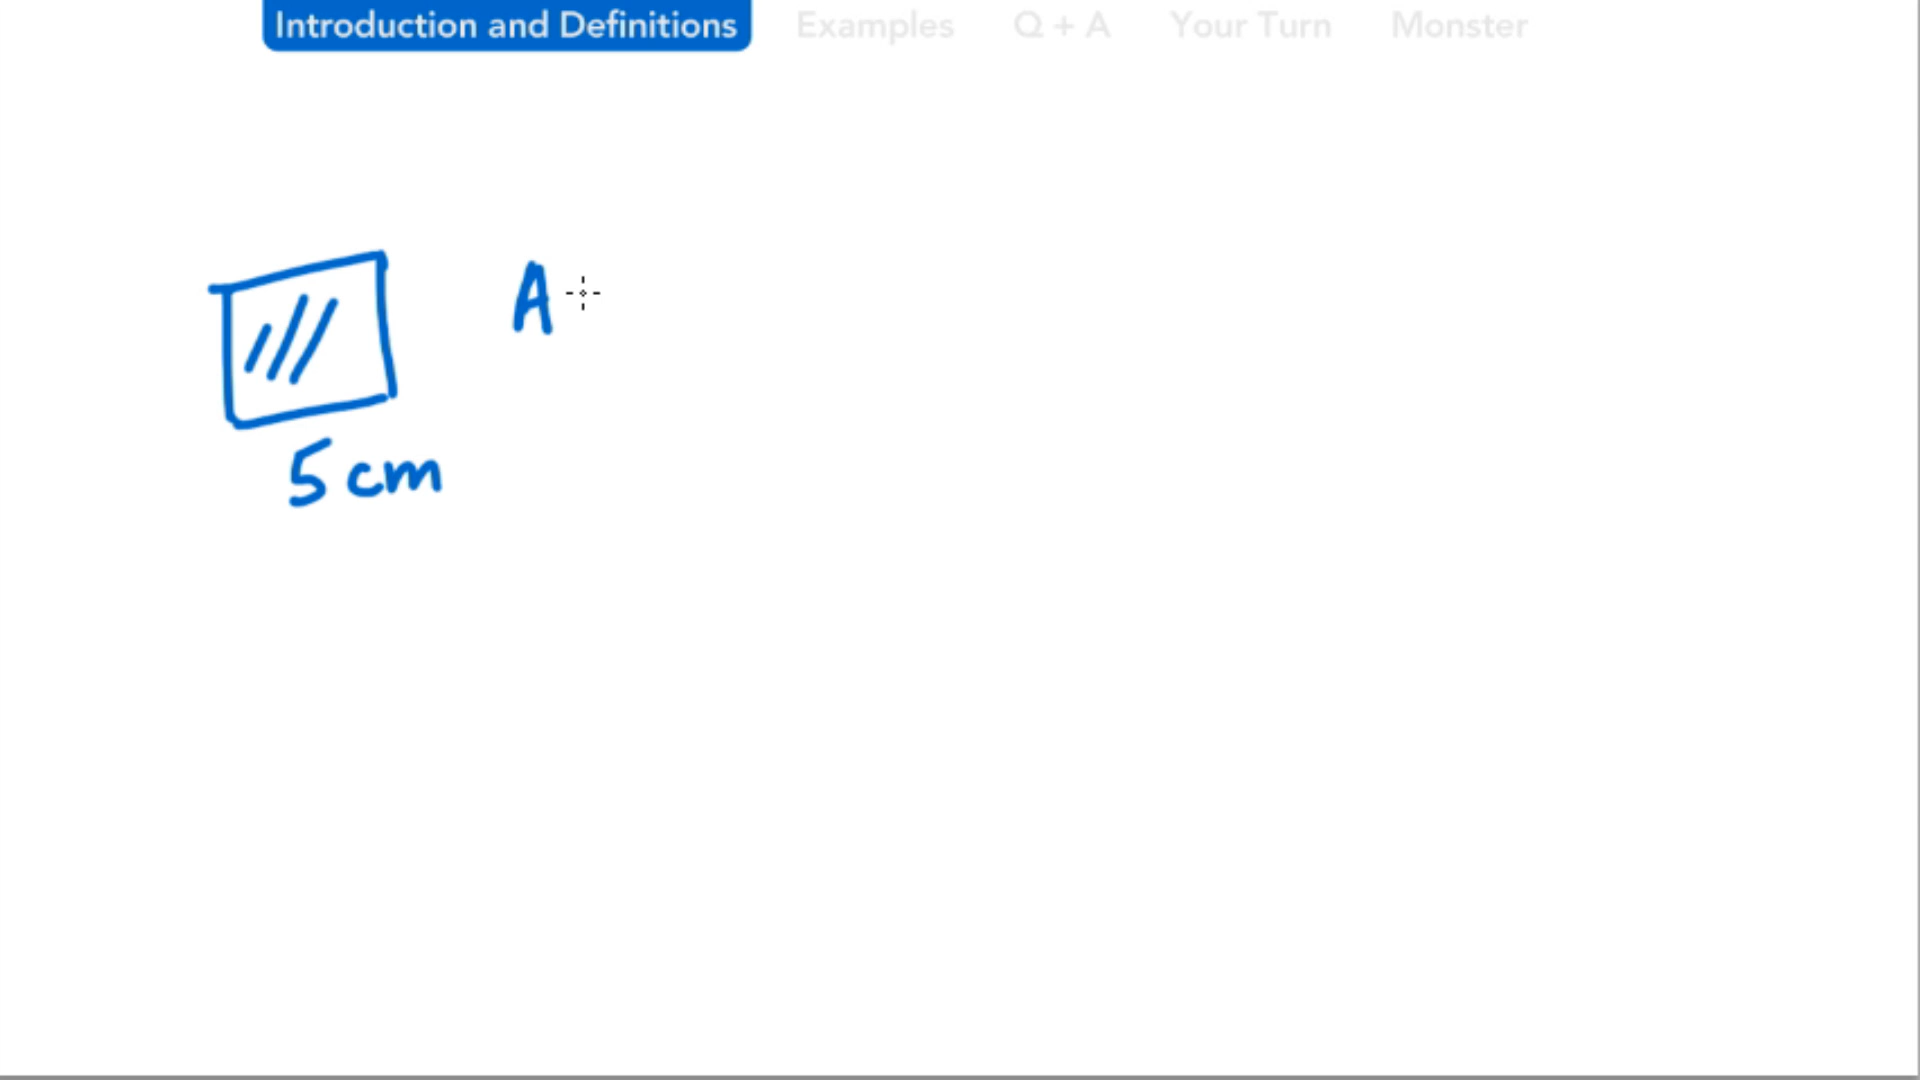 Introduction and Definitions Examples Q + A Your Turn Monster
A
5 cm